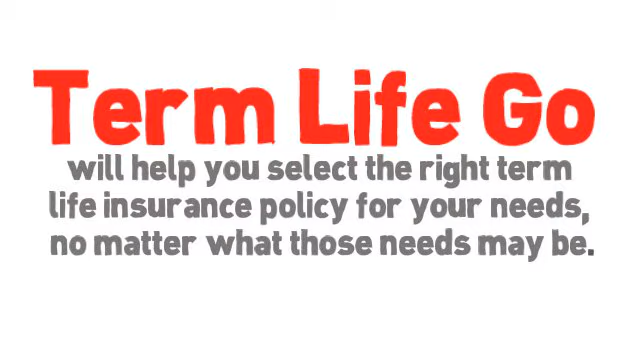 Term Life Go
will help you select the right term
life insurance policy for your needs,
no matter what those needs may be.